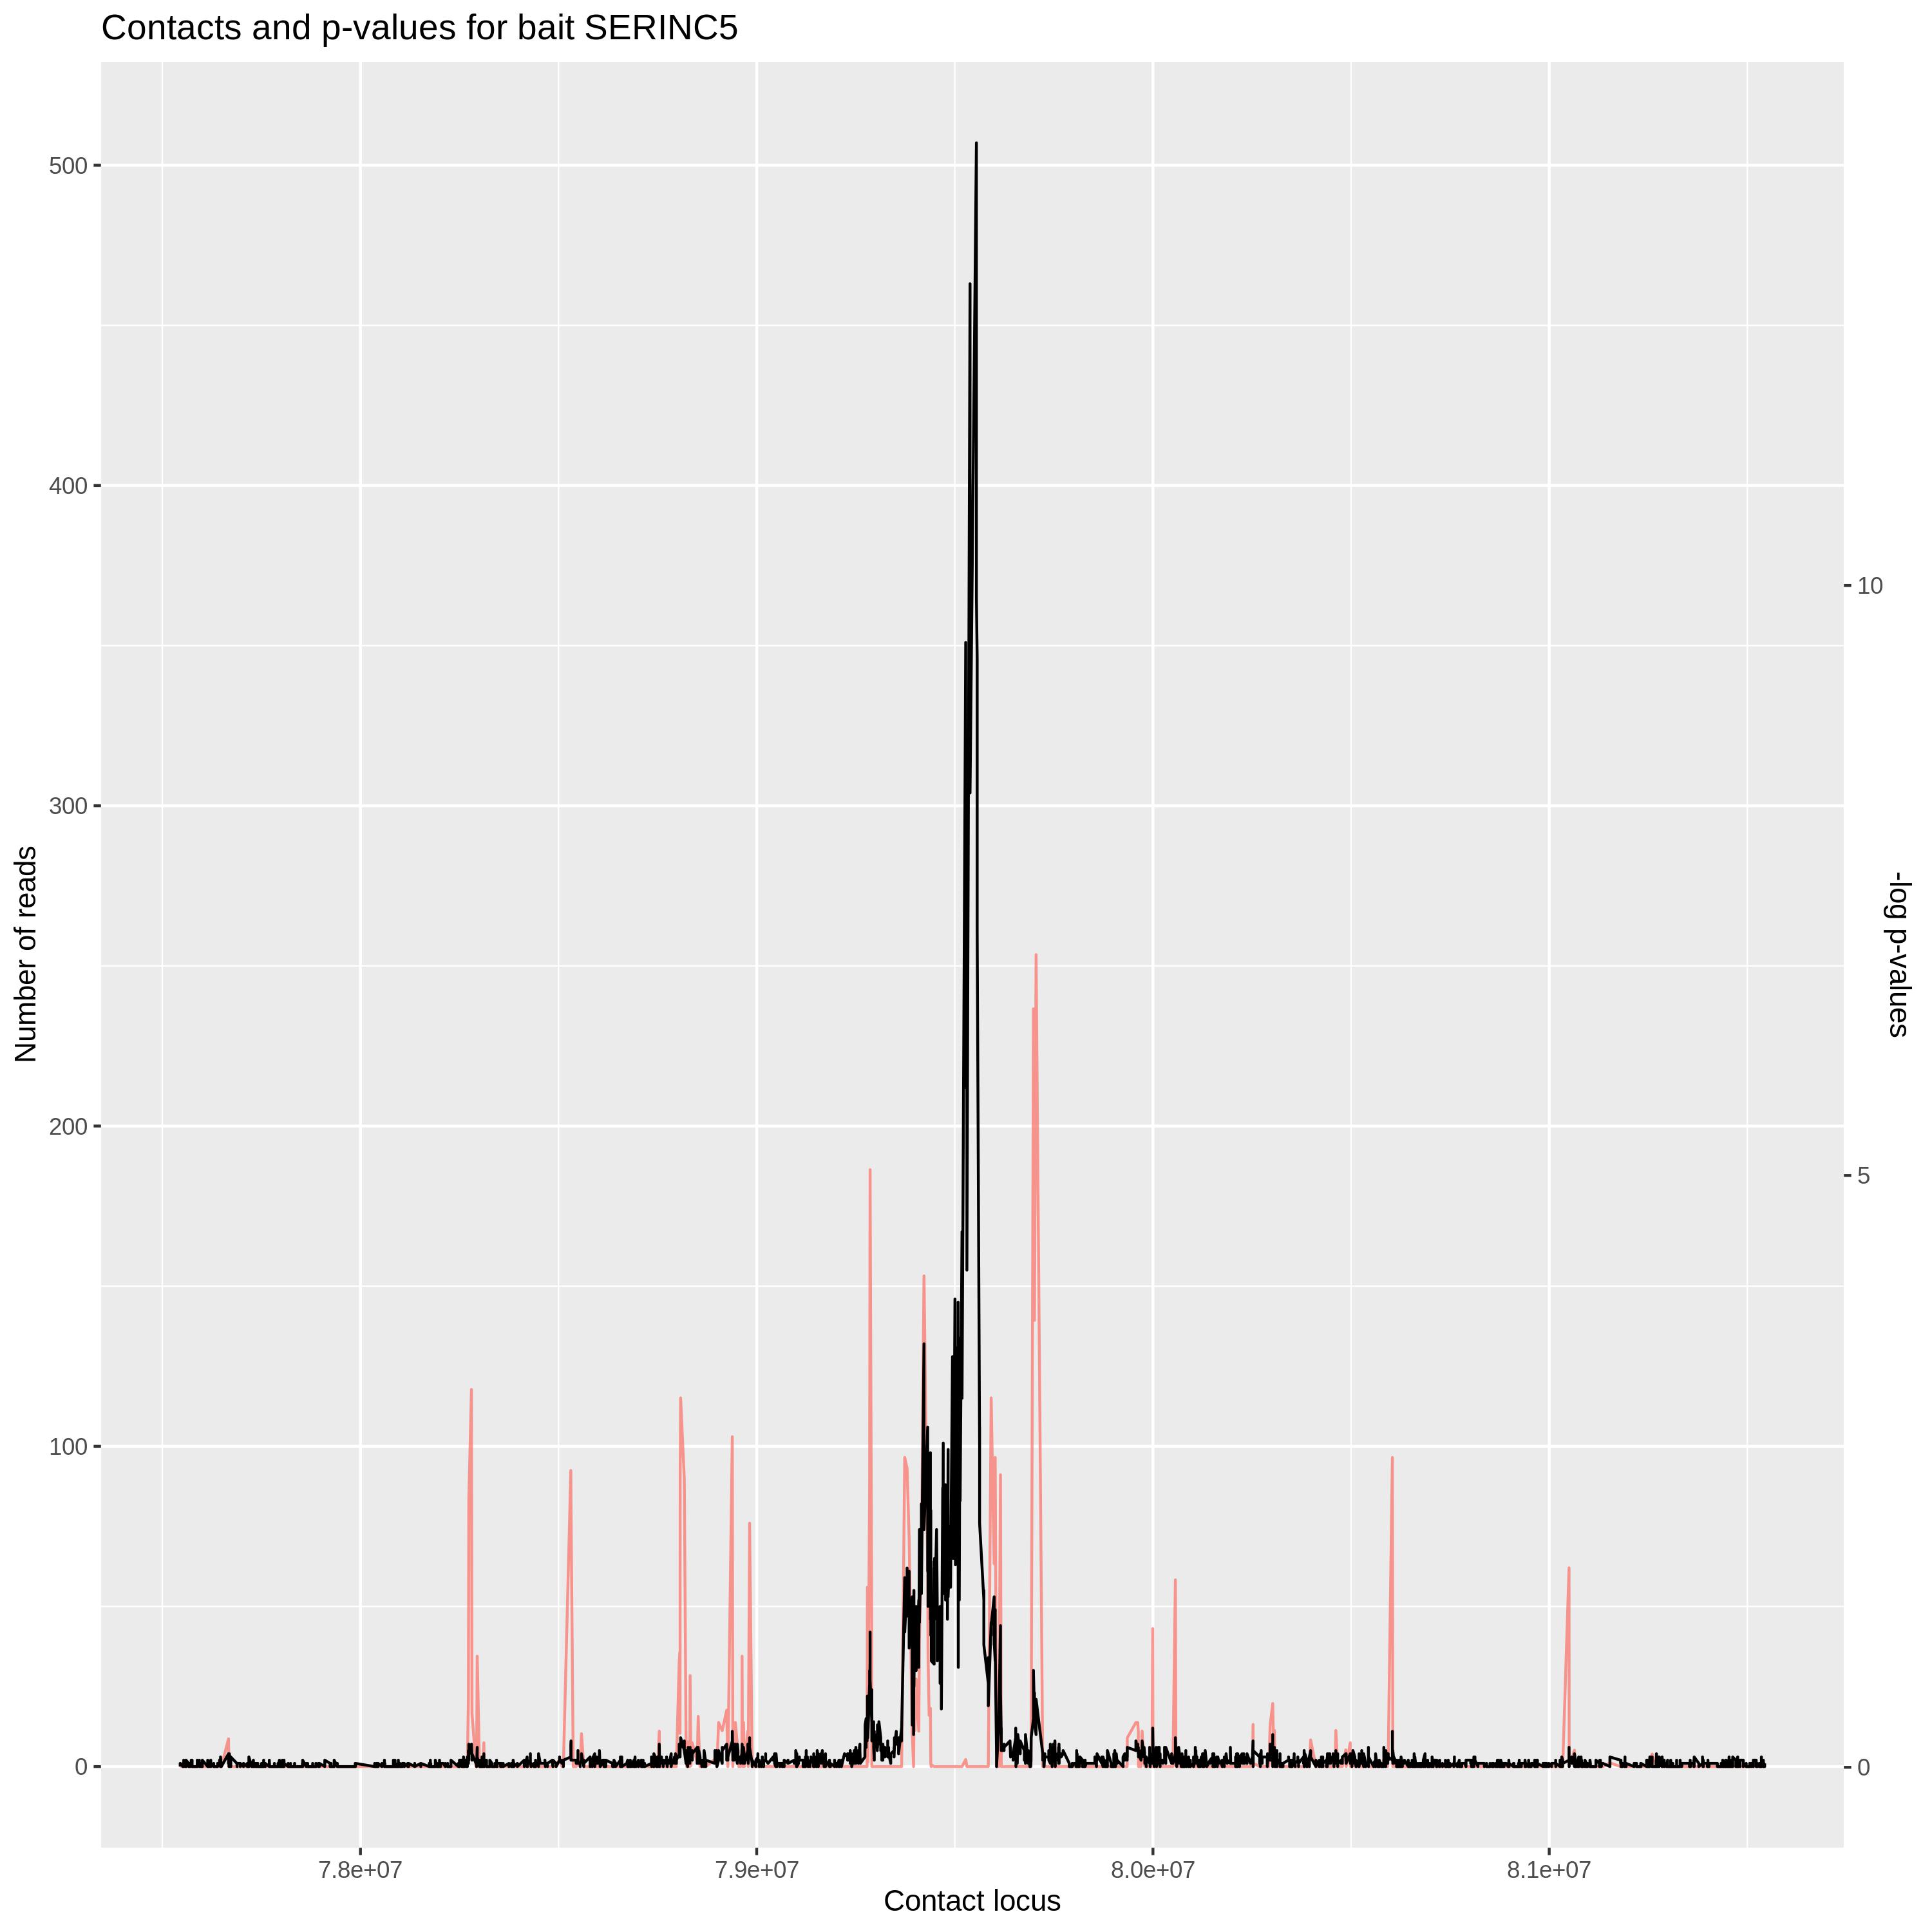 Contacts and p-values for bait SERINC5
500
400
300
200
100
0
Number of reads
10
5
0
-log p-values
7.8e+07
7.9e+07
8.0e+07
8.1e+07
Contact locus